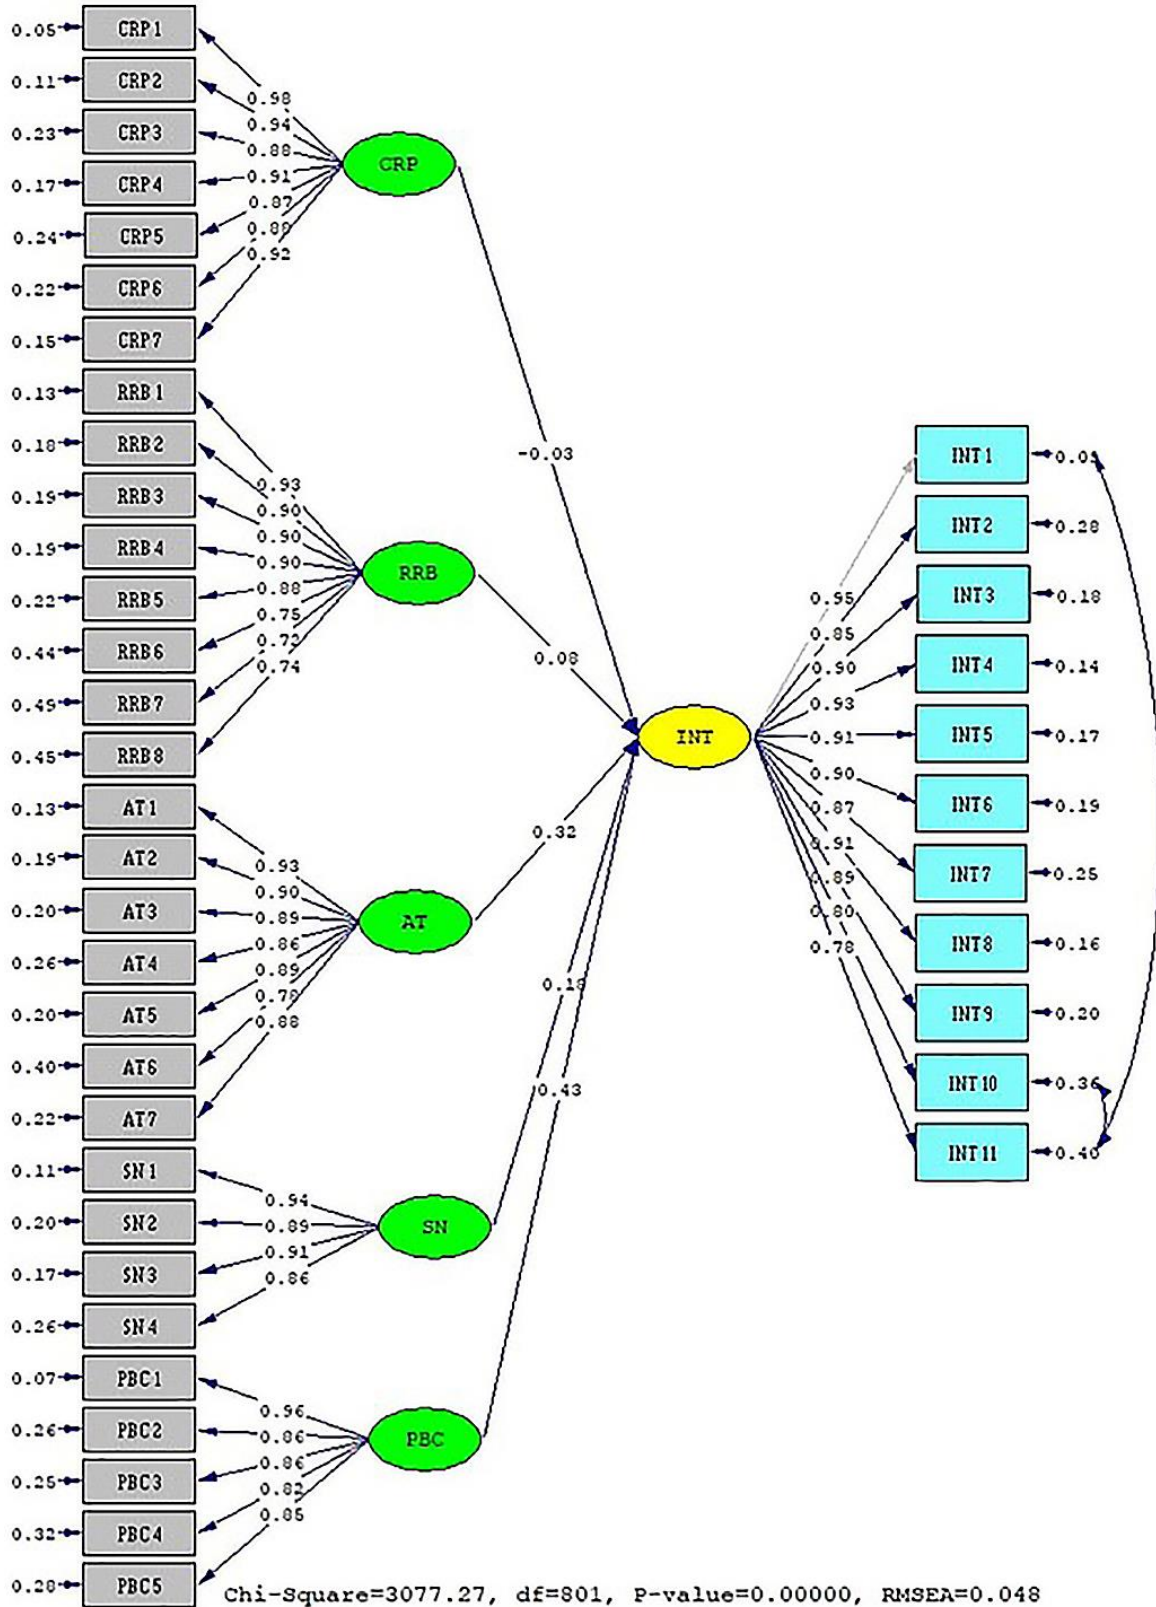 0.05 CRP1
0.11 CRP2
0.23 CRP3
0.17 CRP4
0.24 CRP5
0.22 CRP6
0.15 CRP7
0.13 RRB1
0.18 RRB2
0.19 RRB3
0.19 RRB4
0.22 RRB5
0.44 RRB6
0.49 RRB7
0.45 RRB8
0.13 AT1
0.19 AT2
0.20 AT3
0.26 AT4
0.20 AT5
0.40 AT6
0.22 AT7
0.11 SN1
0.20 SN2
0.17 SN3
0.26 SN4
0.07 PBC1
0.26 PBC2
0.25 PBC3
0.32 PBC4
0.28 PBC5
0.98
0.94
0.88
0.91
0.87
0.88
0.92
0.93
0.90
0.90
0.90
0.88
0.75
0.72
0.74
0.93
0.90
0.89
0.86
0.89
0.78
0.88
0.94
0.89
0.91
0.86
0.96
0.86
0.86
0.82
0.85
CRP
RRB
AT
SN
PBC
-0.03
0.08
0.32
0.18
0.43
INT
0.95
0.85
0.90
0.93
0.91
0.90
0.87
0.91
0.89
0.80
0.78
INT1 0.09
INT2 0.28
INT3 0.18
INT4 0.14
INT5 0.17
INT6 0.19
INT7 0.25
INT8 0.16
INT9 0.20
INT10 0.36
INT11 0.40
Chi-Square=3077.27, df=801, P-value=0.00000, RMSEA=0.048